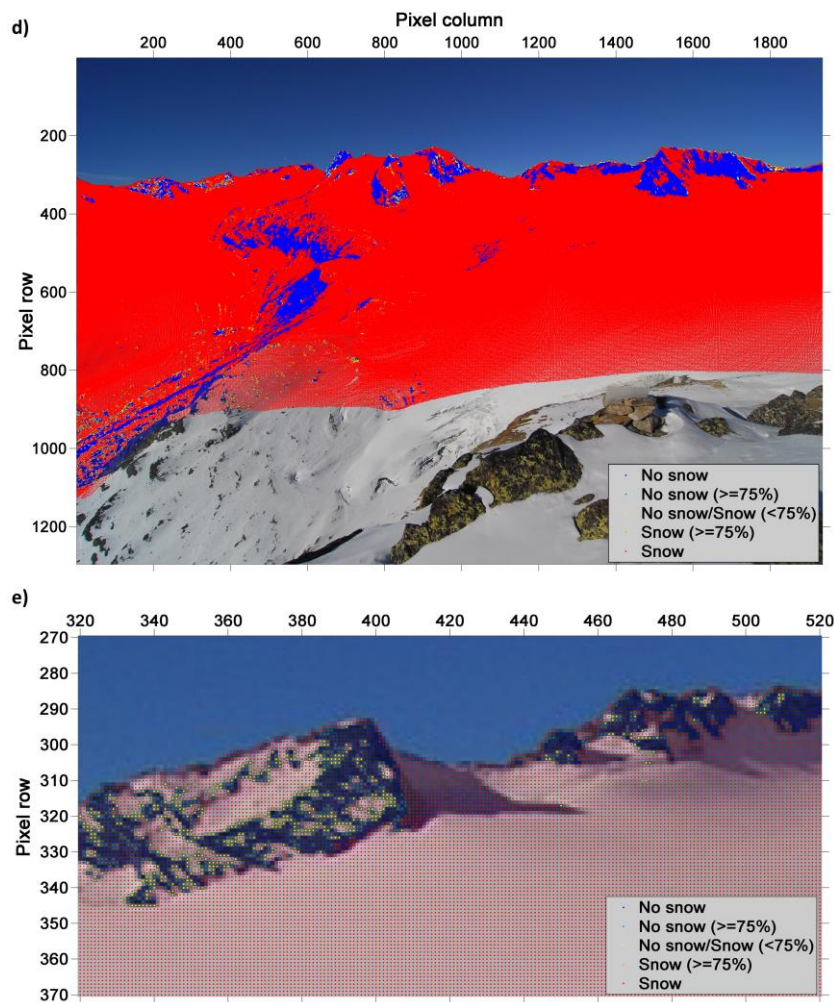 d)
Pixel column
200 400 600 800 1000 1200 1400 1600 1800
Pixel row
200
400
600
800
1000
1200
No snow
No snow (>=75%)
No snow/Snow (<75%)
Snow (>=75%)
Snow
e)
320 340 360 380 400 420 440 460 480 500 520
Pixel row
270
280
290
300
310
320
330
340
350
360
370
No snow
No snow (>=75%)
No snow/Snow (<75%)
Snow (>=75%)
Snow